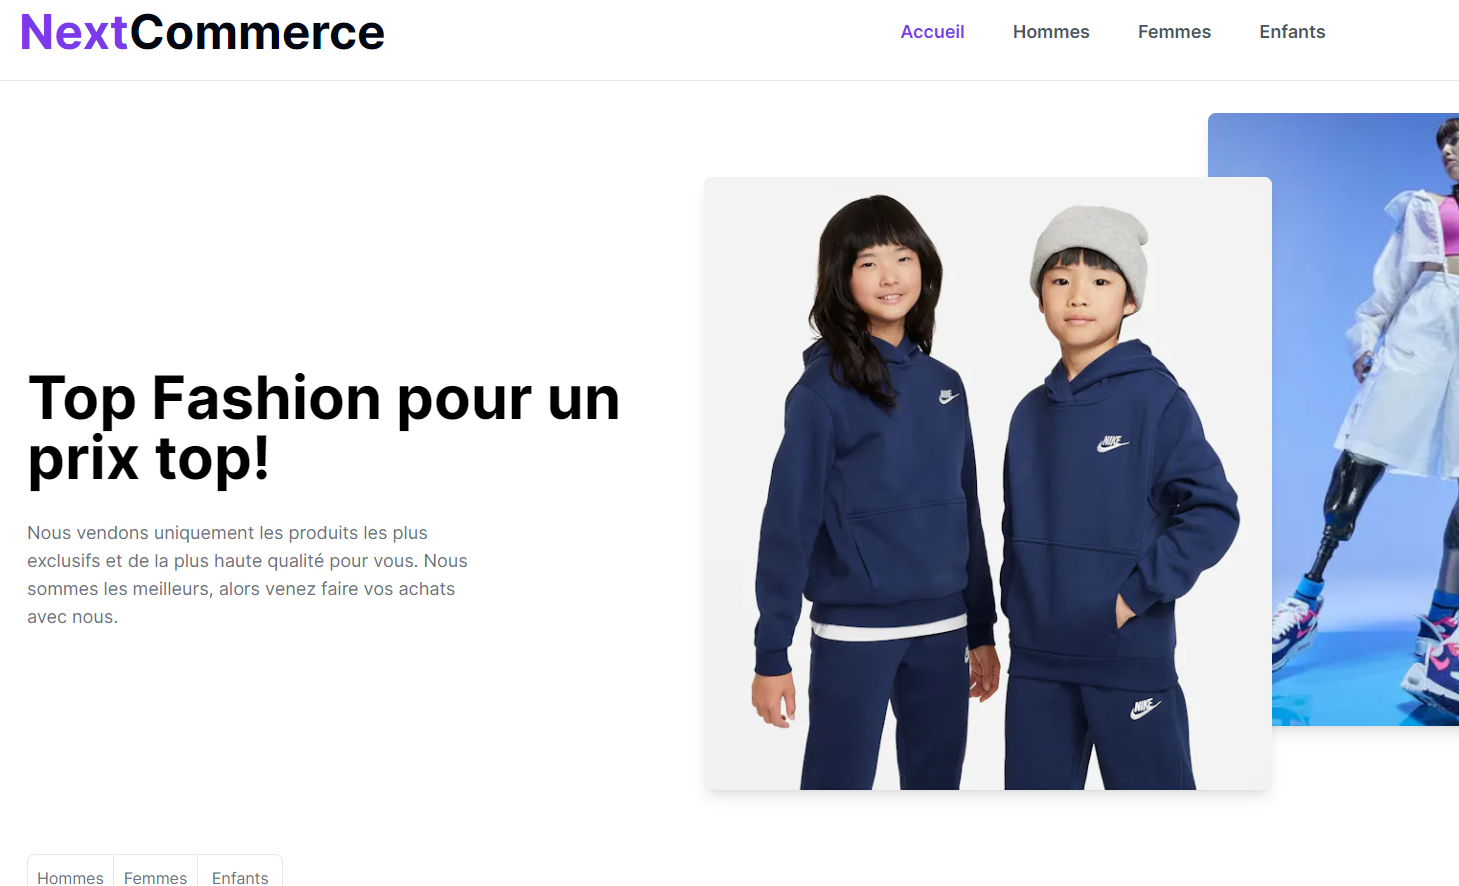 NextCommerce
Accueil Hommes Femmes Enfants
Top Fashion pour un
prix top!
Nous vendons uniquement les produits les plus
exclusifs et de la plus haute qualité pour vous. Nous
sommes les meilleurs, alors venez faire vos achats
avec nous.
NIKE
NIKE
NIKE
Hommes Femmes Enfants